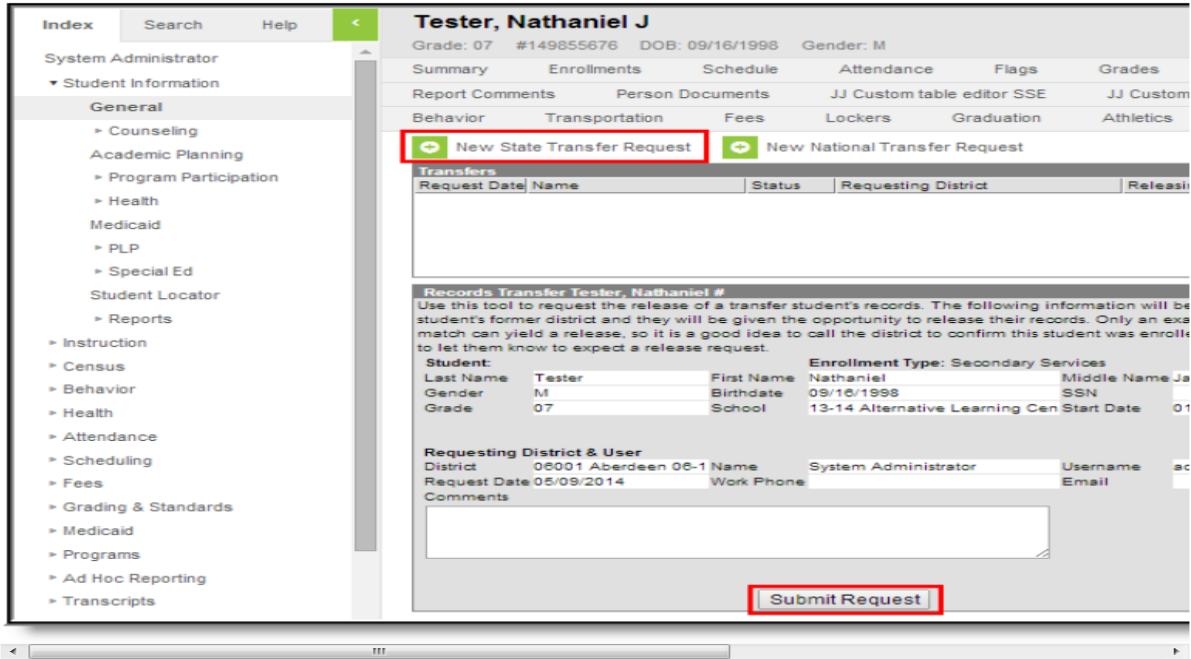 Index Search Help <
System Administrator
Student Information
General
Counseling
Academic Planning
Program Participation
Health
Medicaid
PLP
Special Ed
Student Locator
Reports
Instruction
Census
Behavior
Health
Attendance
Scheduling
Fees
Grading & Standards
Medicaid
Programs
Ad Hoc Reporting
Transcripts
Tester, Nathaniel J
Grade: 07 #149855676 DOB: 09/16/1998 Gender: M
Summary Enrollments Schedule Attendance Flags Grades
Report Comments Person Documents JJ Custom table editor SSE JJ Custom
Behavior Transportation Fees Lockers Graduation Athletics
New State Transfer Request New National Transfer Request
Transfers
Request Date Name Status Requesting District Releasi
Records Transfer Tester, Nathaniel #
Use this tool to request the release of a transfer student's records. The following information will be
student's former district and they will be given the opportunity to release their records. Only an exa
match can yield a release, so it is a good idea to call the district to confirm this student was enrolle
to let them know to expect a release request.
Student: Enrollment Type: Secondary Services
Last Name Tester First Name Nathaniel Middle Name Ja
Gender M Birthdate 09/16/1998 SSN
Grade 07 School 13-14 Alternative Learning Cen Start Date 01
Requesting District & User
District 06001 Aberdeen 06-1 Name System Administrator Username ad
Request Date 05/09/2014 Work Phone Email
Comments
Submit Request